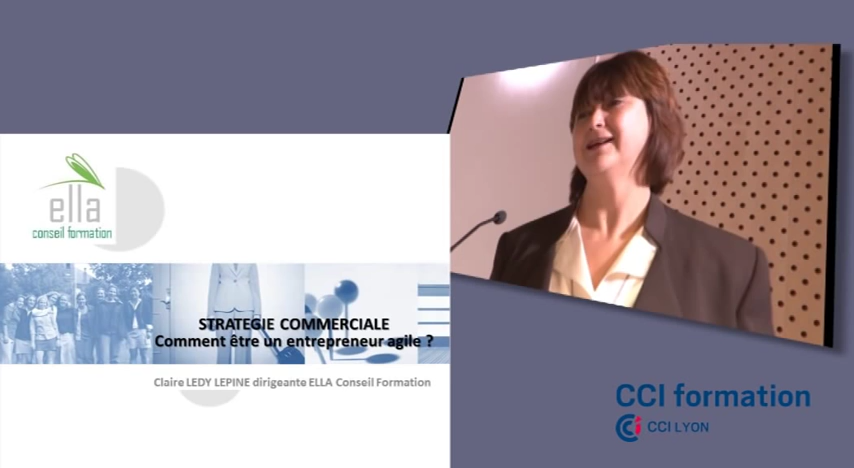 ella
conseil formation
STRATEGIE COMMERCIALE
Comment être un entrepreneur agile ?
Claire LEDY LEPINE dirigeante ELLA Conseil Formation
CCI formation
CCI LYON